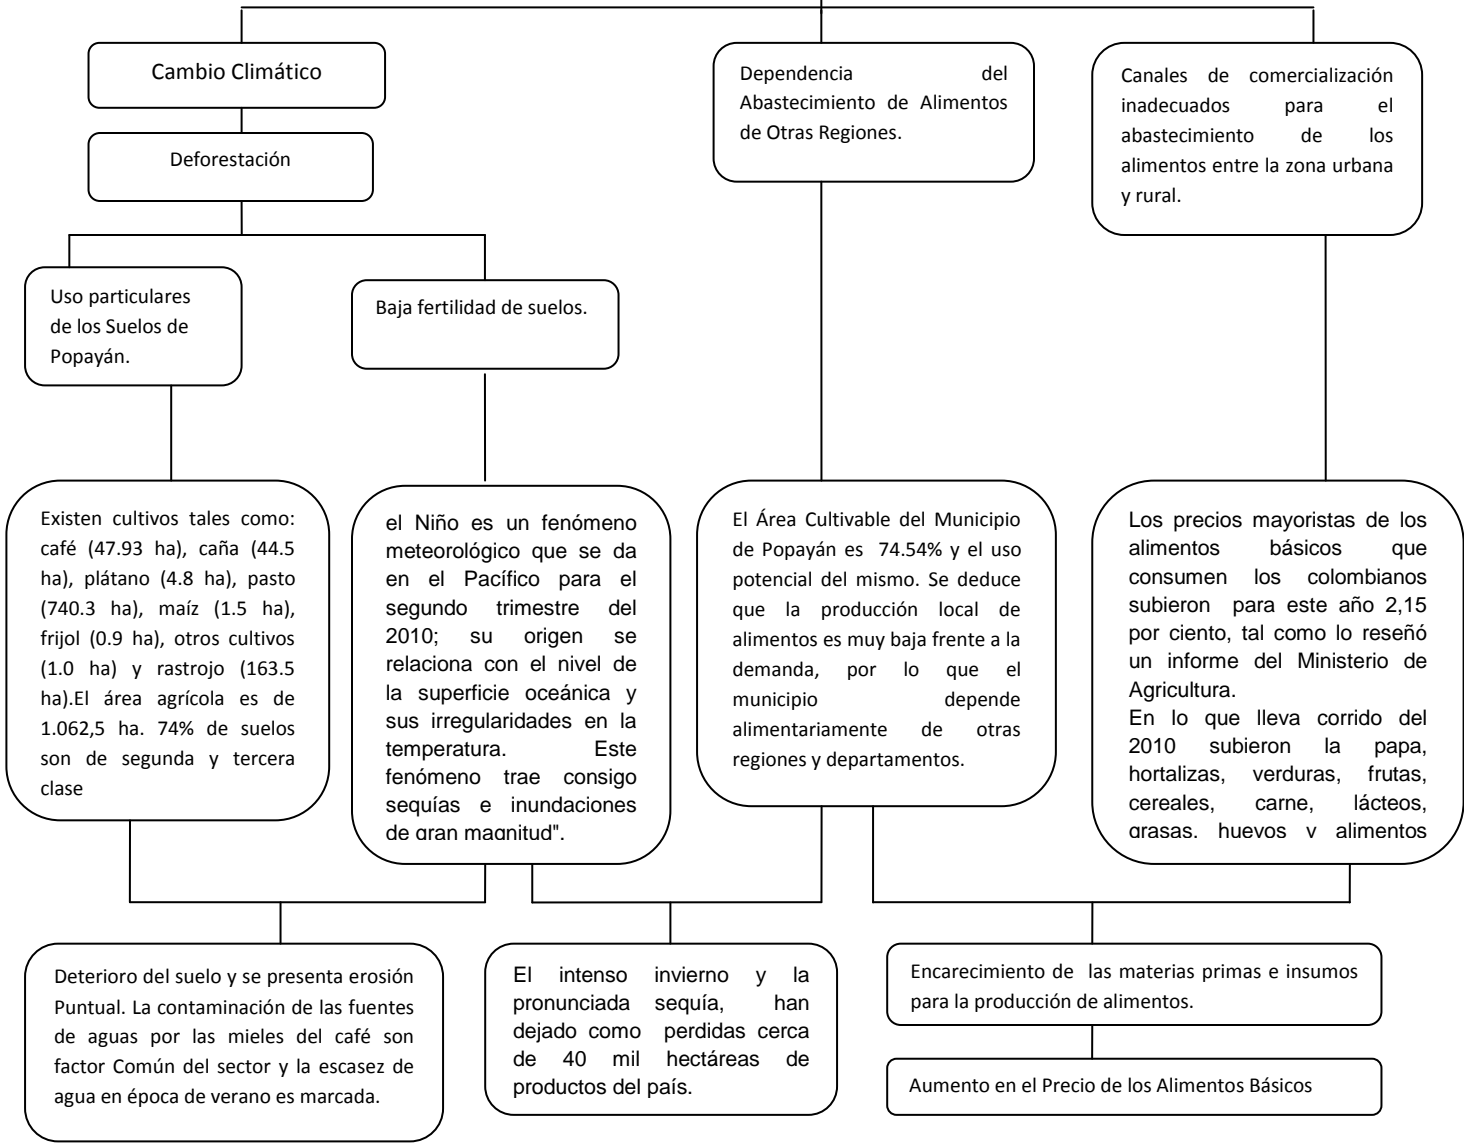 Cambio Climático
Deforestación
Dependencia del
Abastecimiento de Alimentos
de Otras Regiones.
Canales de comercialización
inadecuados para el
abastecimiento de los
alimentos entre la zona urbana
y rural.
Uso particulares
de los Suelos de
Popayán.
Baja fertilidad de suelos.
Existen cultivos tales como:
café (47.93 ha), caña (44.5
ha), plátano (4.8 ha), pasto
(740.3 ha), maíz (1.5 ha),
frijol (0.9 ha), otros cultivos
(1.0 ha) y rastrojo (163.5
ha).El área agrícola es de
1.062,5 ha. 74% de suelos
son de segunda y tercera
clase
el Niño es un fenómeno
meteorológico que se da
en el Pacífico para el
segundo trimestre del
2010; su origen se
relaciona con el nivel de
la superficie oceánica y
sus irregularidades en la
temperatura. Este
fenómeno trae consigo
sequías e inundaciones
de gran magnitud".
El Área Cultivable del Municipio
de Popayán es 74.54% y el uso
potencial del mismo. Se deduce
que la producción local de
alimentos es muy baja frente a la
demanda, por lo que el
municipio depende
alimentariamente de otras
regiones y departamentos.
Los precios mayoristas de los
alimentos básicos que
consumen los colombianos
subieron para este año 2,15
por ciento, tal como lo reseñó
un informe del Ministerio de
Agricultura.
En lo que lleva corrido del
2010 subieron la papa,
hortalizas, verduras, frutas,
cereales, carne, lácteos,
grasas, huevos y alimentos
Deterioro del suelo y se presenta erosión
Puntual. La contaminación de las fuentes
de aguas por las mieles del café son
factor Común del sector y la escasez de
agua en época de verano es marcada.
El intenso invierno y la
pronunciada sequía, han
dejado como perdidas cerca
de 40 mil hectáreas de
productos del país.
Encarecimiento de las materias primas e insumos
para la producción de alimentos.
Aumento en el Precio de los Alimentos Básicos